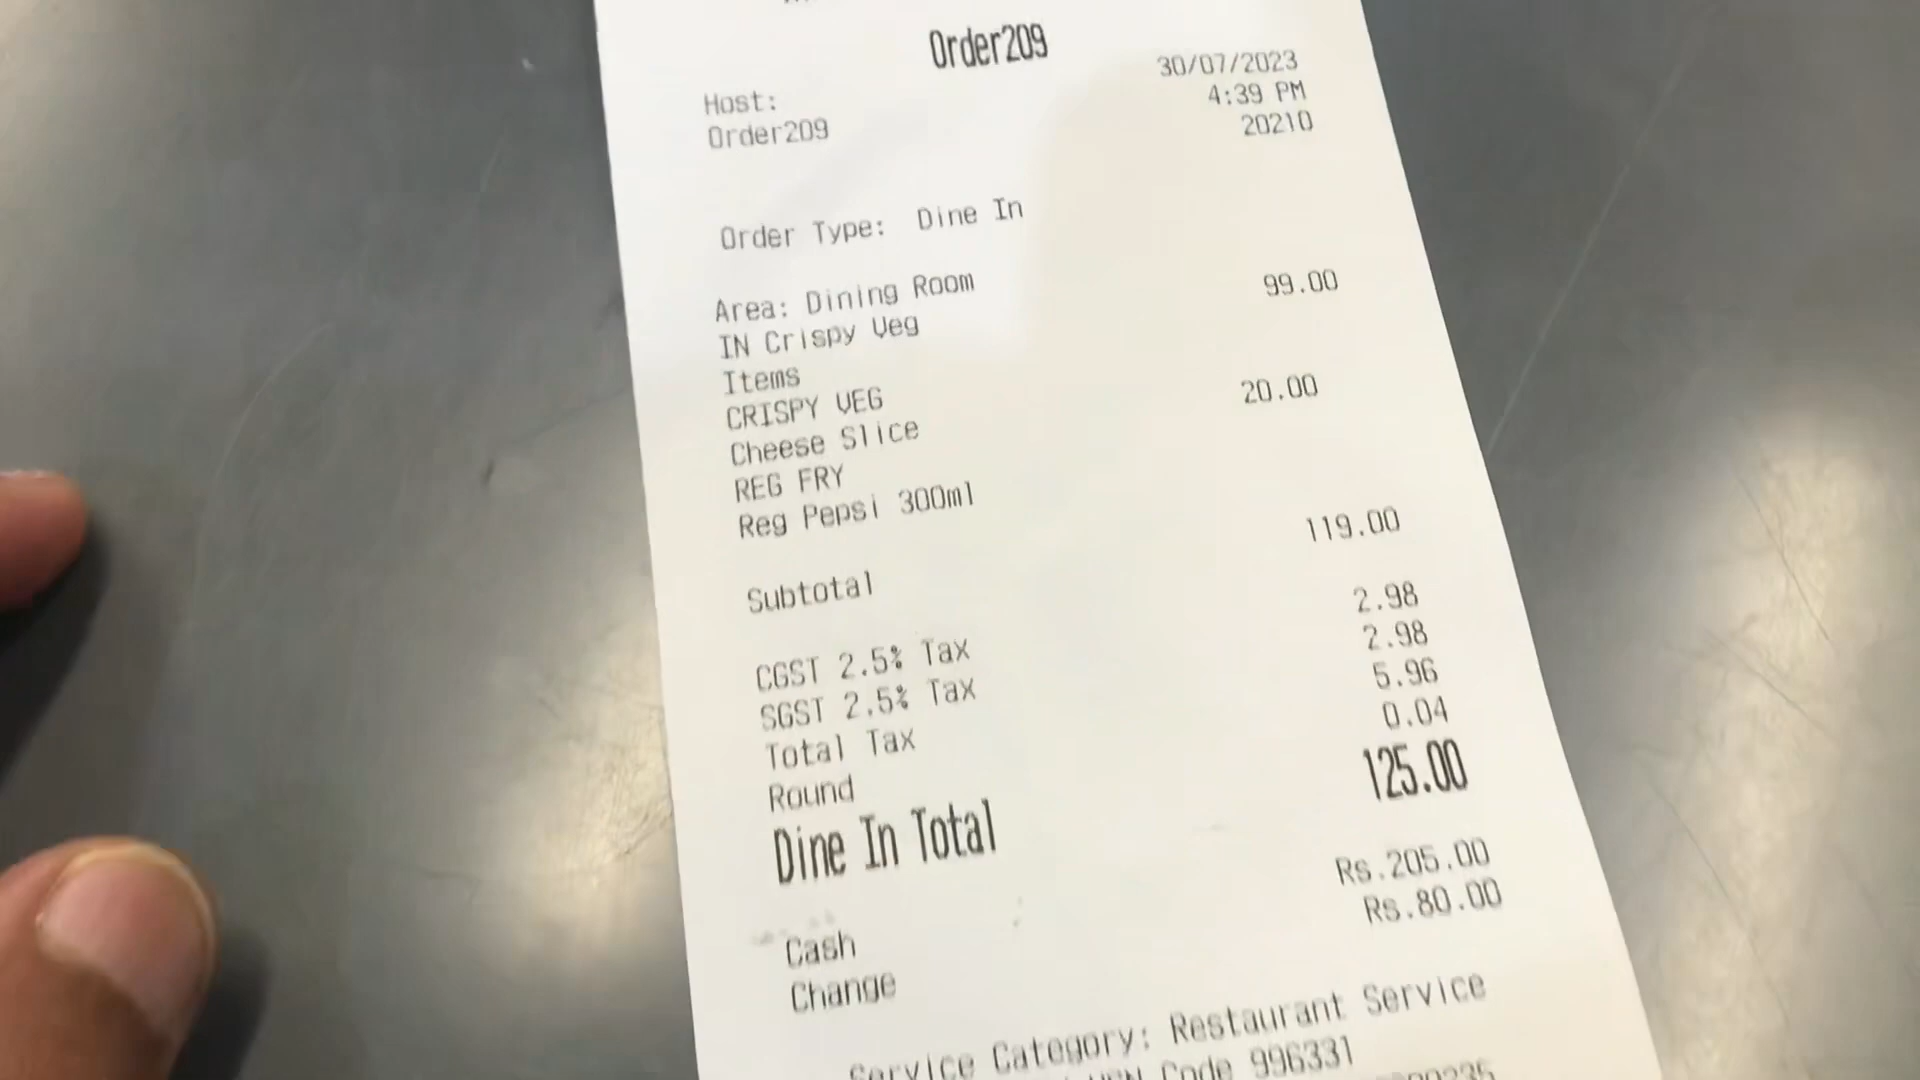 Order209
30/07/2023
Host: 4:39 PM
Order209 20210
Order Type: Dine In
Area: Dining Room
IN Crispy Veg 99.00
Items
CRISPY VEG
Cheese Slice 20.00
REG FRY
Reg Pepsi 300ml
Subtotal 119.00
CGST 2.5% Tax 2.98
SGST 2.5% Tax 2.98
Total Tax 5.96
Round 0.04
Dine In Total 125.00
Cash Rs.205.00
Change Rs.80.00
Service Category: Restaurant Service
Code 996331